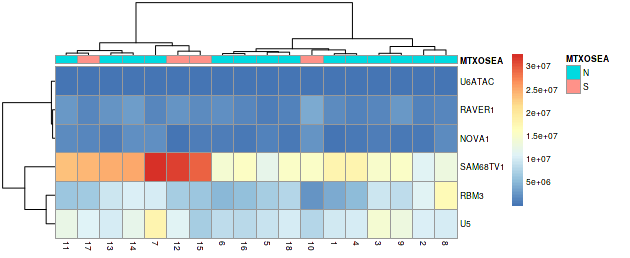 MTXOSEA
U6ATAC
RAVER1
NOVA1
SAM68TV1
RBM3
U5
11 17 13 14 7 12 15 6 16 5 18 10 1 4 3 9 2 8
3e+07
2.5e+07
2e+07
1.5e+07
1e+07
5e+06
MTXOSEA
N
S